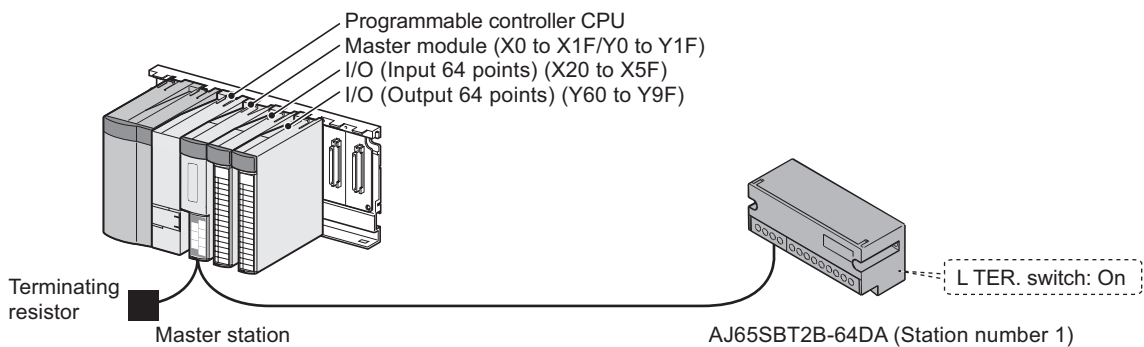 Programmable controller CPU
Master module (X0 to X1F/Y0 to Y1F)
I/O (Input 64 points) (X20 to X5F)
I/O (Output 64 points) (Y60 to Y9F)
L TER. switch: On
Terminating
resistor
Master station
AJ65SBT2B-64DA (Station number 1)